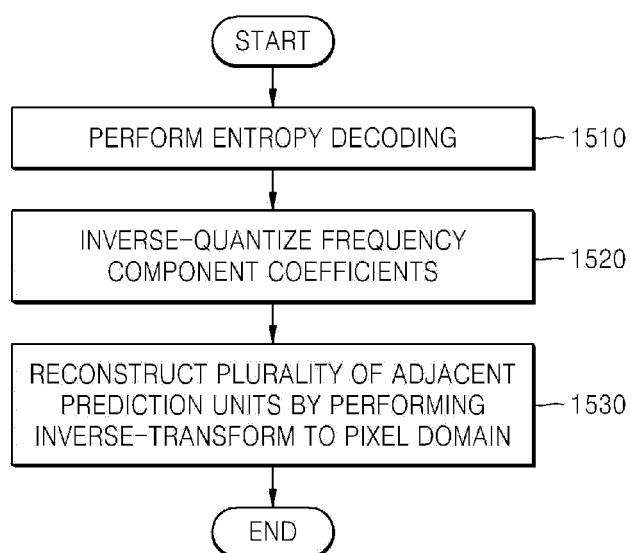 START
PERFORM ENTROPY DECODING
1510
INVERSE-QUANTIZE FREQUENCY
COMPONENT COEFFICIENTS
1520
RECONSTRUCT PLURALITY OF ADJACENT
PREDICTION UNITS BY PERFORMING
INVERSE-TRANSFORM TO PIXEL DOMAIN
1530
END